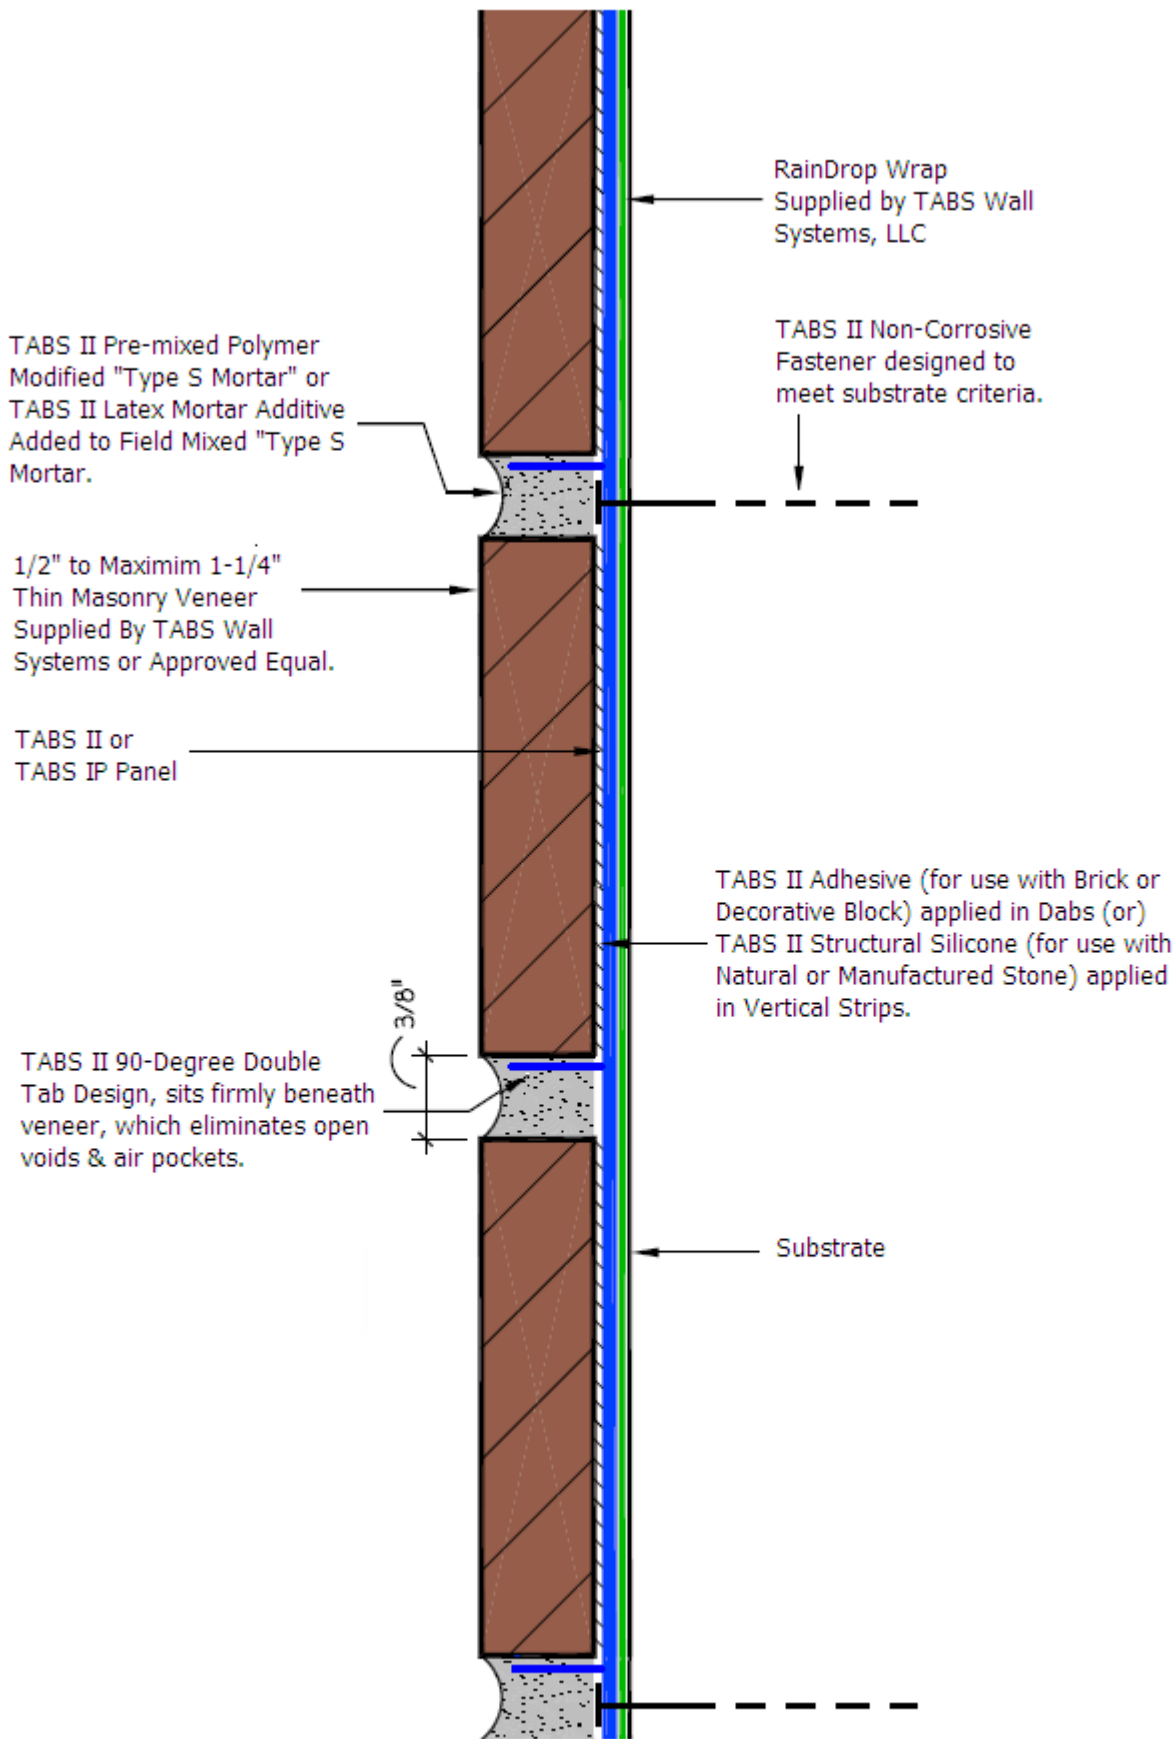 RainDrop Wrap
Supplied by TABS Wall
Systems, LLC
TABS II Non-Corrosive
Fastener designed to
meet substrate criteria.
TABS II Pre-mixed Polymer
Modified "Type S Mortar" or
TABS II Latex Mortar Additive
Added to Field Mixed "Type S
Mortar.
1/2" to Maximim 1-1/4"
Thin Masonry Veneer
Supplied By TABS Wall
Systems or Approved Equal.
TABS II or
TABS IP Panel
TABS II Adhesive (for use with Brick or
Decorative Block) applied in Dabs (or)
TABS II Structural Silicone (for use with
Natural or Manufactured Stone) applied
in Vertical Strips.
3/8"
TABS II 90-Degree Double
Tab Design, sits firmly beneath
veneer, which eliminates open
voids & air pockets.
Substrate